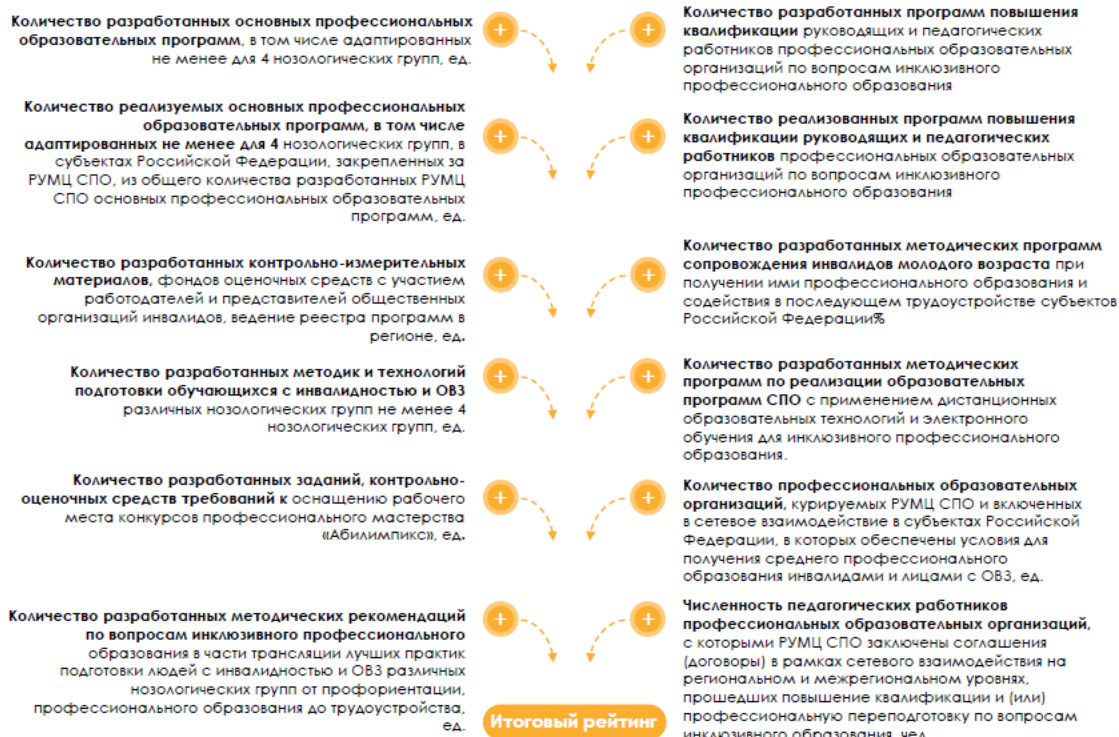 Количество разработанных основных профессиональных
образовательных программ, в том числе адаптированных
не менее для 4 нозологических групп, ед.
Количество реализуемых основных профессиональных
образовательных программ, в том числе
адаптированных не менее для 4 нозологических групп, в
субъектах Российской Федерации, закрепленных за
РУМЦ СПО, из общего количества разработанных РУМЦ
СПО основных профессиональных образовательных
программ, ед.
Количество разработанных контрольно-измерительных
материалов, фондов оценочных средств с участием
работодателей и представителей общественных
организаций инвалидов, ведение реестра программ в
регионе, ед.
Количество разработанных методик и технологий
подготовки обучающихся с инвалидностью и ОВЗ
различных нозологических групп не менее 4
нозологических групп, ед.
Количество разработанных заданий, контрольно-
оценочных средств требований к оснащению рабочего
места конкурсов профессионального мастерства
«Абилимпикс», ед.
Количество разработанных методических рекомендаций
по вопросам инклюзивного профессионального
образования в части трансляции лучших практик
подготовки людей с инвалидностью и ОВЗ различных
нозологических групп от профориентации,
профессионального образования до трудоустройства,
ед.
Количество разработанных программ повышения
квалификации руководящих и педагогических
работников профессиональных образовательных
организаций по вопросам инклюзивного
профессионального образования
Количество реализованных программ повышения
квалификации руководящих и педагогических
работников профессиональных образовательных
организаций по вопросам инклюзивного
профессионального образования
Количество разработанных методических программ
сопровождения инвалидов молодого возраста при
получении ими профессионального образования и
содействия в последующем трудоустройстве субъектов
Российской Федерации%
Количество разработанных методических
программ по реализации образовательных
программ СПО с применением дистанционных
образовательных технологий и электронного
обучения для инклюзивного профессионального
образования.
Количество профессиональных образовательных
организаций, курируемых РУМЦ СПО и включенных
в сетевое взаимодействие в субъектах Российской
Федерации, в которых обеспечены условия для
получения среднего профессионального
образования инвалидами и лицами с ОВЗ, ед.
Численность педагогических работников
профессиональных образовательных организаций,
с которыми РУМЦ СПО заключены соглашения
(договоры) в рамках сетевого взаимодействия на
региональном и межрегиональном уровнях,
прошедших повышение квалификации и (или)
профессиональную переподготовку по вопросам
инклюзивного образования, чел.
Итоговый рейтинг